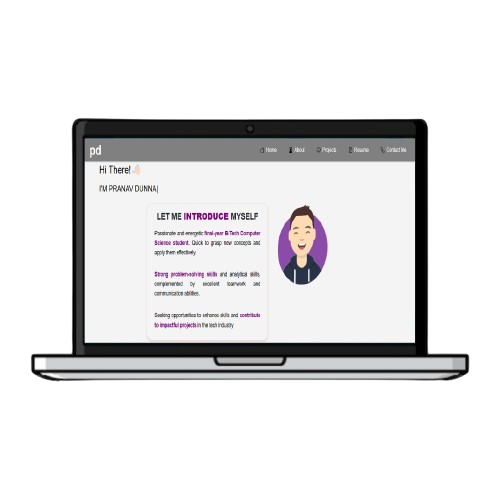 pd
Home About Projects Resume Contact Me
Hi There!
I'M PRANAV DUNNA|
LET ME INTRODUCE MYSELF
Passionate and energetic final-year B.Tech Computer
Science student. Quick to grasp new concepts and
apply them effectively.
Strong problem-solving skills and analytical skills,
complemented by excellent teamwork and
communication abilities.
Seeking opportunities to enhance skills and contribute
to impactful projects in the tech industry